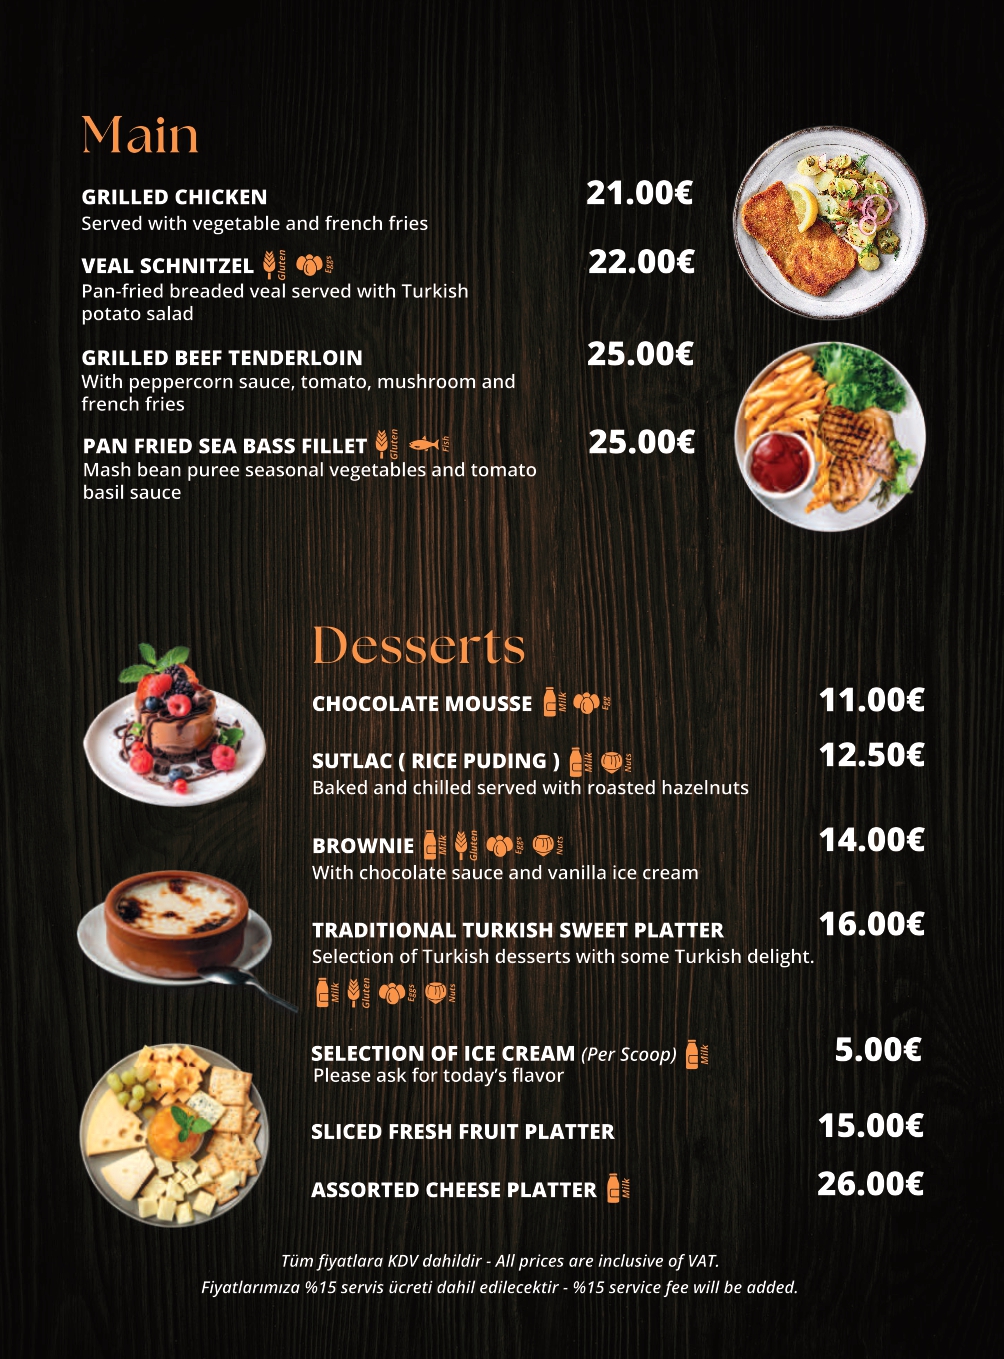 Main
GRILLED CHICKEN 21.00€
Served with vegetable and french fries
VEAL SCHNITZEL Gluten Eggs 22.00€
Pan-fried breaded veal served with Turkish
potato salad
GRILLED BEEF TENDERLOIN 25.00€
With peppercorn sauce, tomato, mushroom and
french fries
PAN FRIED SEA BASS FILLET Gluten Fish 25.00€
Mash bean puree seasonal vegetables and tomato
basil sauce
Desserts
CHOCOLATE MOUSSE Milk Egg 11.00€
SUTLAC ( RICE PUDING ) Milk Nuts 12.50€
Baked and chilled served with roasted hazelnuts
BROWNIE Milk Gluten Eggs Nuts 14.00€
With chocolate sauce and vanilla ice cream
TRADITIONAL TURKISH SWEET PLATTER 16.00€
Selection of Turkish desserts with some Turkish delight.
Milk Gluten Eggs Nuts
SELECTION OF ICE CREAM (Per Scoop) Milk 5.00€
Please ask for today's flavor
SLICED FRESH FRUIT PLATTER 15.00€
ASSORTED CHEESE PLATTER Milk 26.00€
Tüm fiyatlara KDV dahildir - All prices are inclusive of VAT.
Fiyatlarımıza %15 servis ücreti dahil edilecektir - %15 service fee will be added.